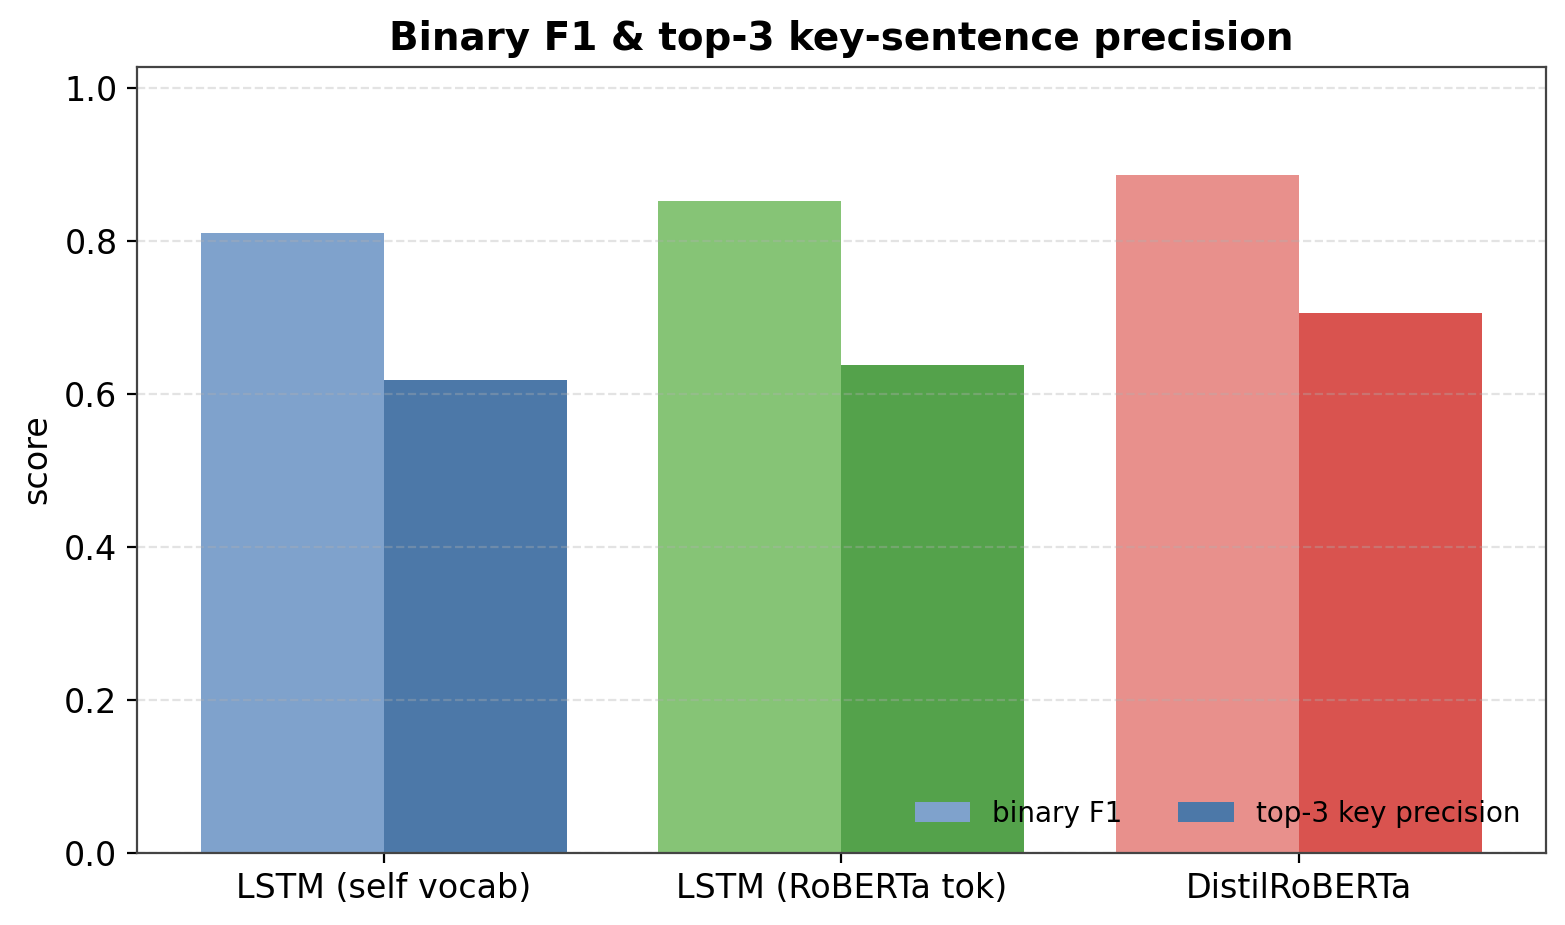 Binary F1 & top-3 key-sentence precision
1.0
0.8
0.6
0.4
0.2
0.0
score
binary F1
top-3 key precision
LSTM (self vocab)
LSTM (RoBERTa tok)
DistilRoBERTa